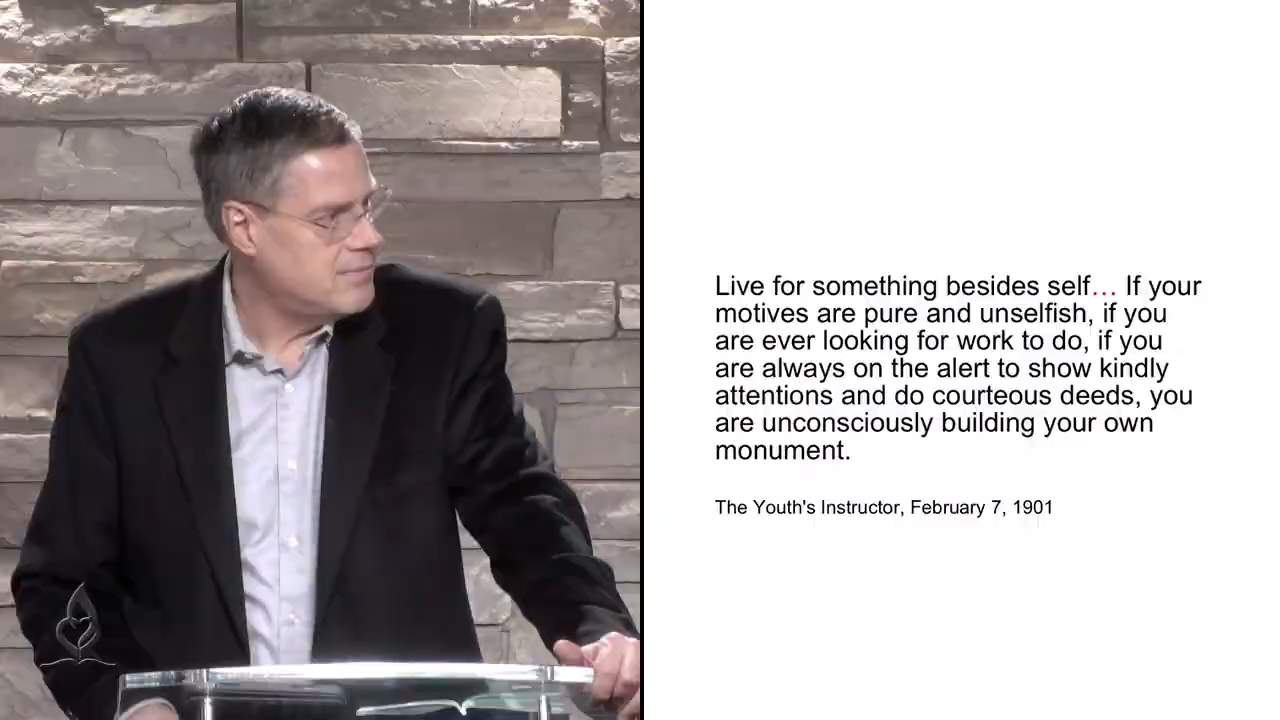 Live for something besides self... If your
motives are pure and unselfish, if you
are ever looking for work to do, if you
are always on the alert to show kindly
attentions and do courteous deeds, you
are unconsciously building your own
monument.
The Youth's Instructor, February 7, 1901